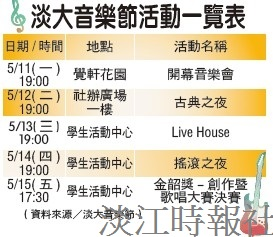 淡大音樂節活動一覽表
日期/時間 地點 活動名稱
5/11(一) 19:00 覺軒花園 開幕音樂會
5/12(二) 19:00 社辦廣場一樓 古典之夜
5/13(三) 19:00 學生活動中心 Live House
5/14(四) 19:00 學生活動中心 搖滾之夜
5/15(五) 17:30 學生活動中心 金韶獎－創作暨歌唱大賽決賽
(資料來源／淡大音樂節)
淡江時報社